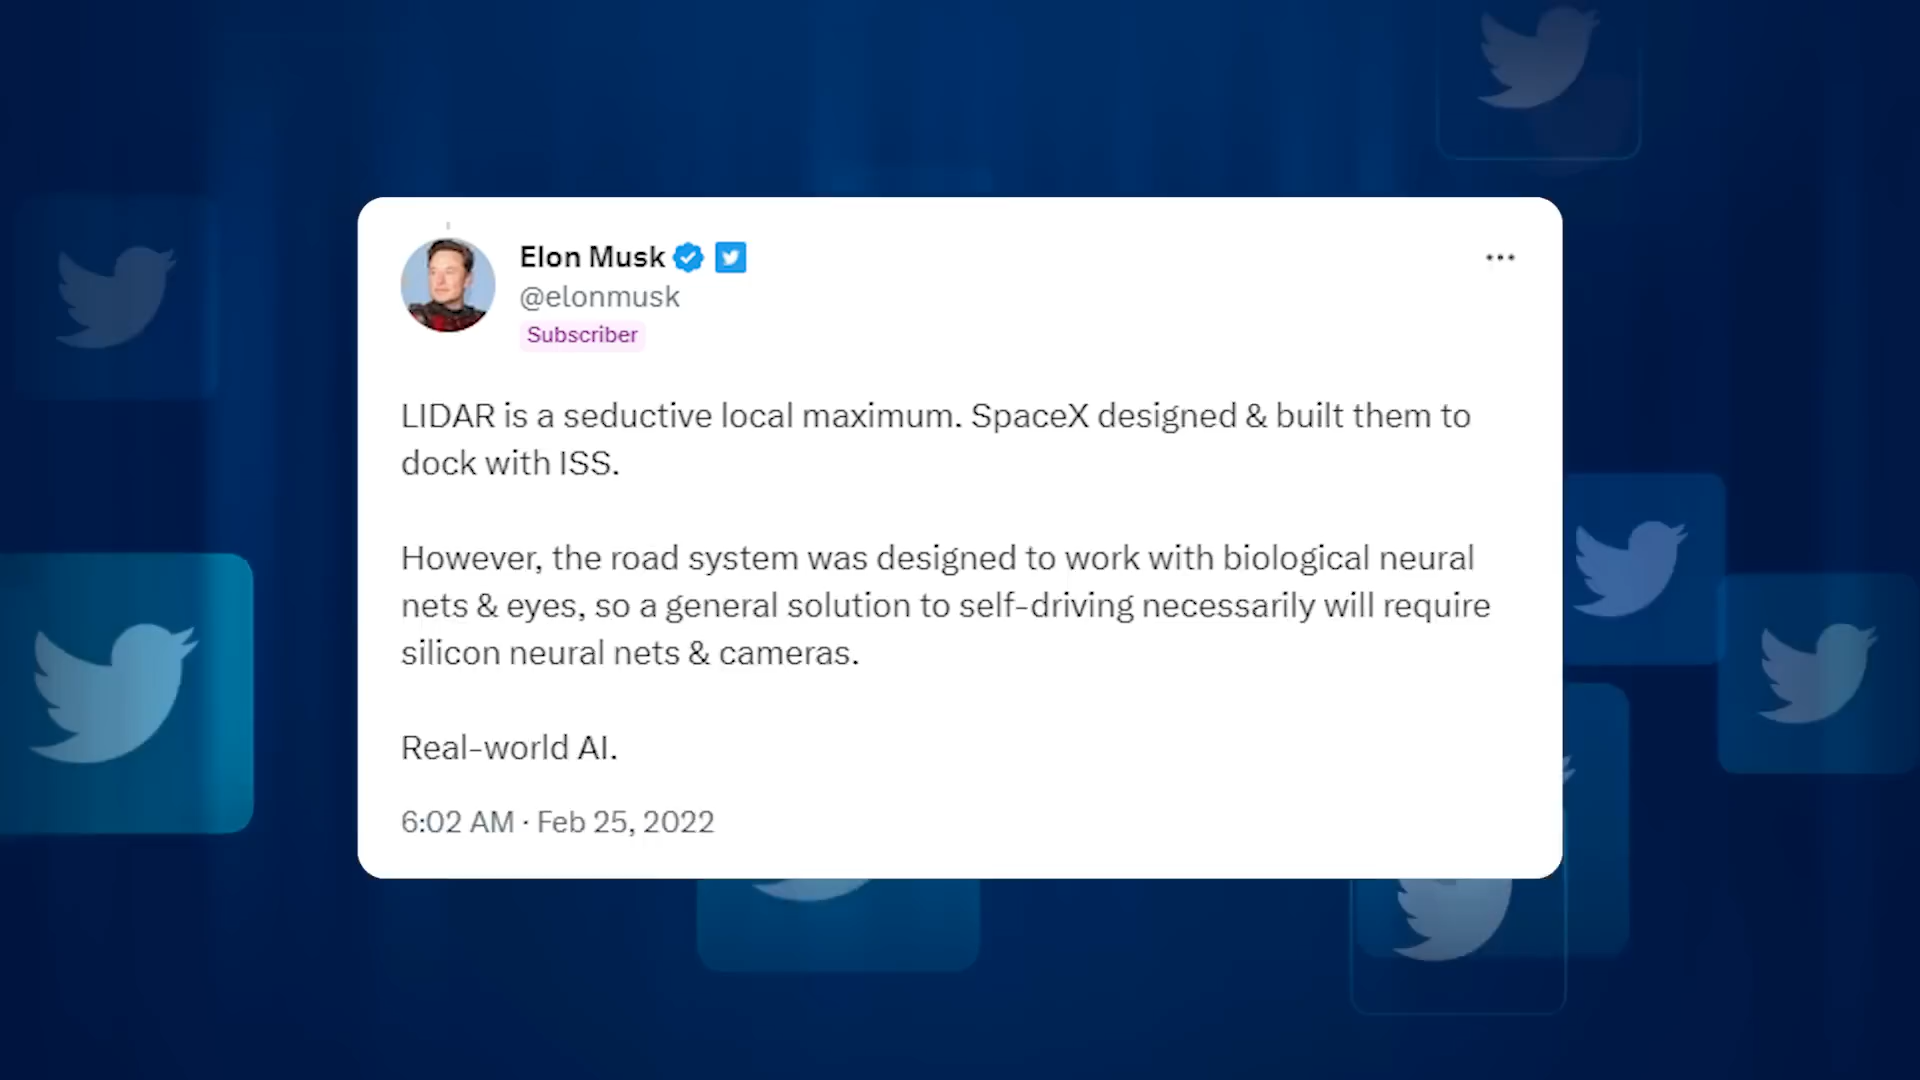 Elon Musk
@elonmusk
Subscriber
LIDAR is a seductive local maximum. SpaceX designed & built them to
dock with ISS.
However, the road system was designed to work with biological neural
nets & eyes, so a general solution to self-driving necessarily will require
silicon neural nets & cameras.
Real-world AI.
6:02 AM · Feb 25, 2022